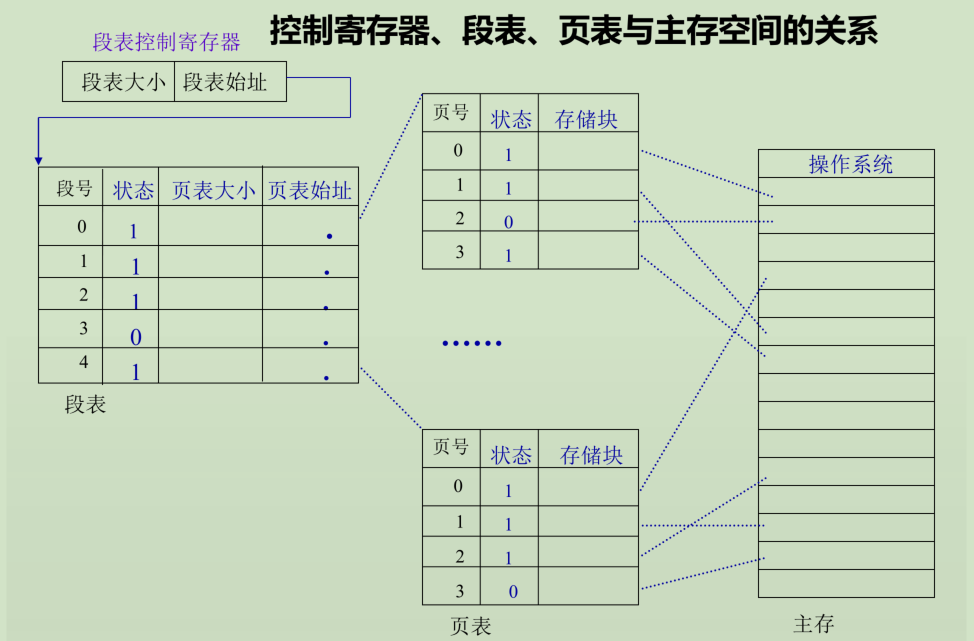 控制寄存器、段表、页表与主存空间的关系
段表控制寄存器
段表大小 段表始址
段号 状态 页表大小 页表始址
0 1
1 1
2 1
3 0
4 1
段表
页号 状态 存储块
0 1
1 1
2 0
3 1
……
页号 状态 存储块
0 1
1 1
2 1
3 0
页表
操作系统
主存